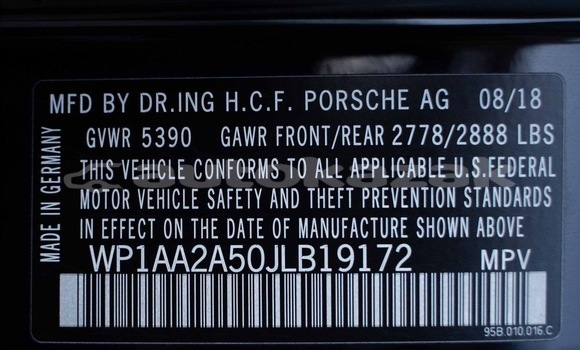 MFD BY DR.ING H.C.F. PORSCHE AG 08/18
GVWR 5390 GAWR FRONT/REAR 2778/2888 LBS
THIS VEHICLE CONFORMS TO ALL APPLICABLE U.S.FEDERAL
MOTOR VEHICLE SAFETY AND THEFT PREVENTION STANDARDS
IN EFFECT ON THE DATE OF MANUFACTURE SHOWN ABOVE
WP1AA2A50JLB19172 MPV
95B.010.016.C
MADE IN GERMANY
autokazak